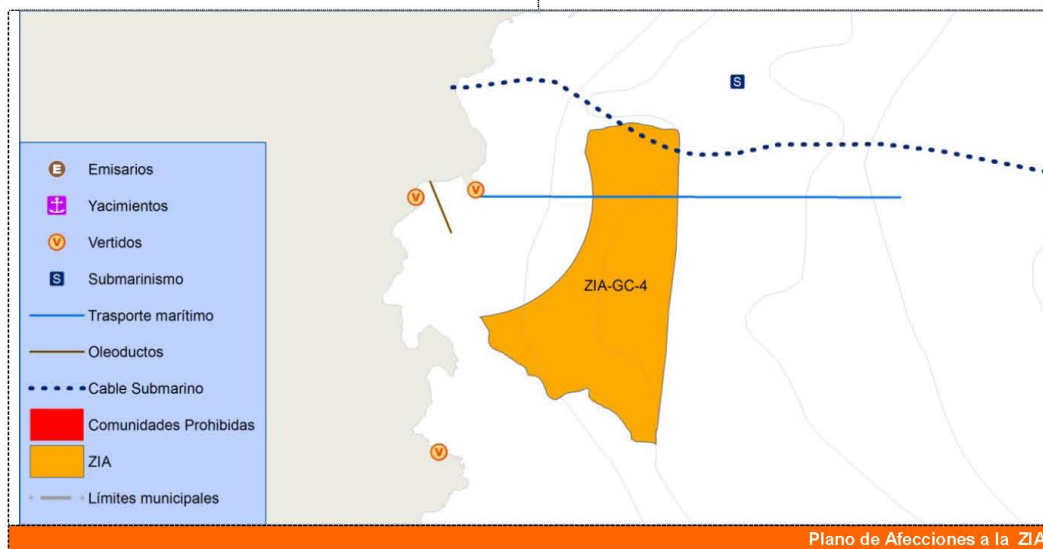 S
E Emisarios
Yacimientos
V Vertidos
S Submarinismo
Trasporte marítimo
Oleoductos
Cable Submarino
Comunidades Prohibidas
ZIA
Límites municipales
V
V
ZIA-GC-4
V
Plano de Afecciones a la ZIA